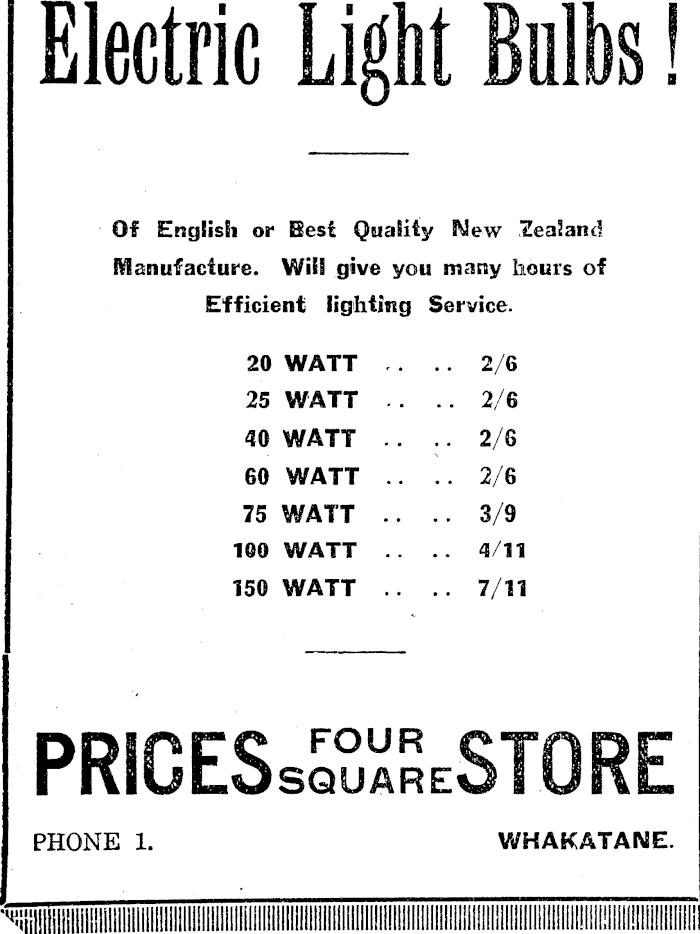 Electric Light Bulbs!
Of English or Best Quality New Zealand
Manufacture. Will give you many hours of
Efficient lighting Service.
20 WATT .. .. 2/6
25 WATT .. .. 2/6
40 WATT .. .. 2/6
60 WATT .. .. 2/6
75 WATT .. .. 3/9
100 WATT .. .. 4/11
150 WATT .. .. 7/11
PRICES FOUR SQUARE STORE
PHONE 1. WHAKATANE.